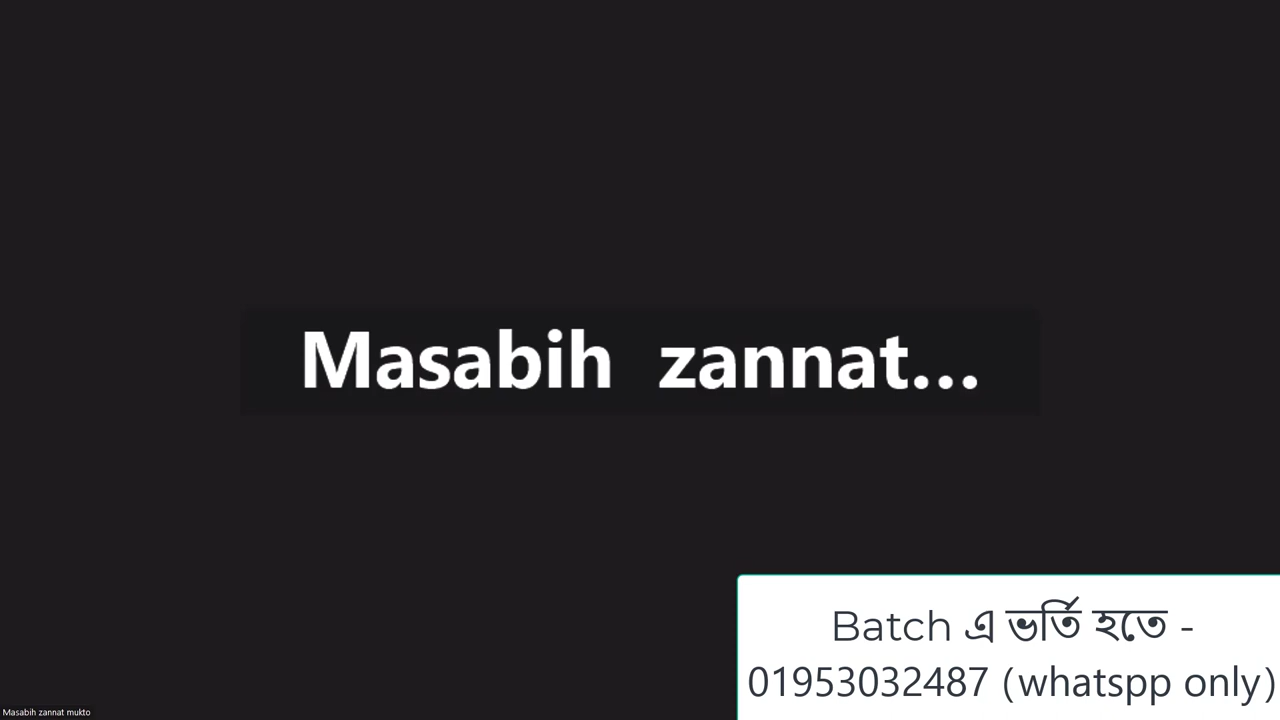 Masabih zannat...
Batch এ ভর্তি হতে -
01953032487 (whatspp only)
Masabih zannat mukto